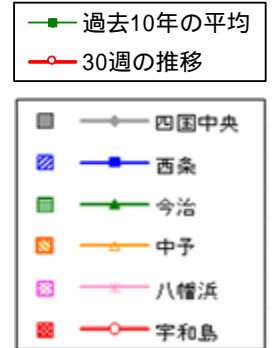 過去10年の平均
30週の推移
四国中央
西条
今治
中予
八幡浜
宇和島